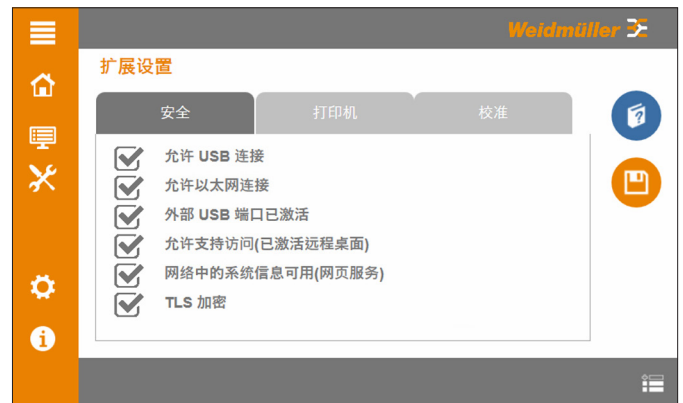 Weidmüller
扩展设置
安全 打印机 校准
允许 USB 连接
允许以太网连接
外部 USB 端口已激活
允许支持访问(已激活远程桌面)
网络中的系统信息可用(网页服务)
TLS 加密